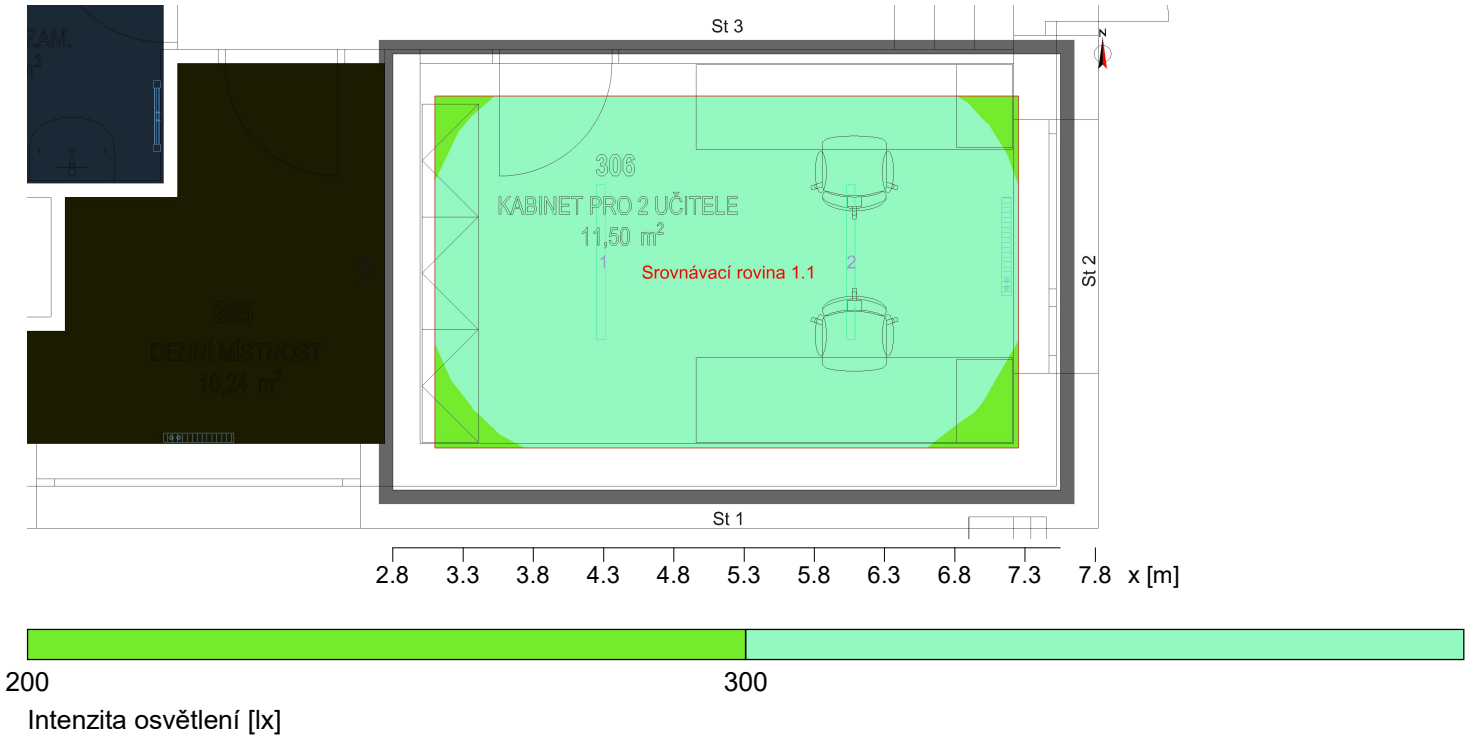 St 3
ZAM.
N
306
KABINET PRO 2 UČITELE
11,50 m²
1
2
Srovnávací rovina 1.1
St 2
305
DENNÍ MÍSTNOST
10,24 m²
St 1
2.8 3.3 3.8 4.3 4.8 5.3 5.8 6.3 6.8 7.3 7.8 x [m]
200 300
Intenzita osvětlení [lx]